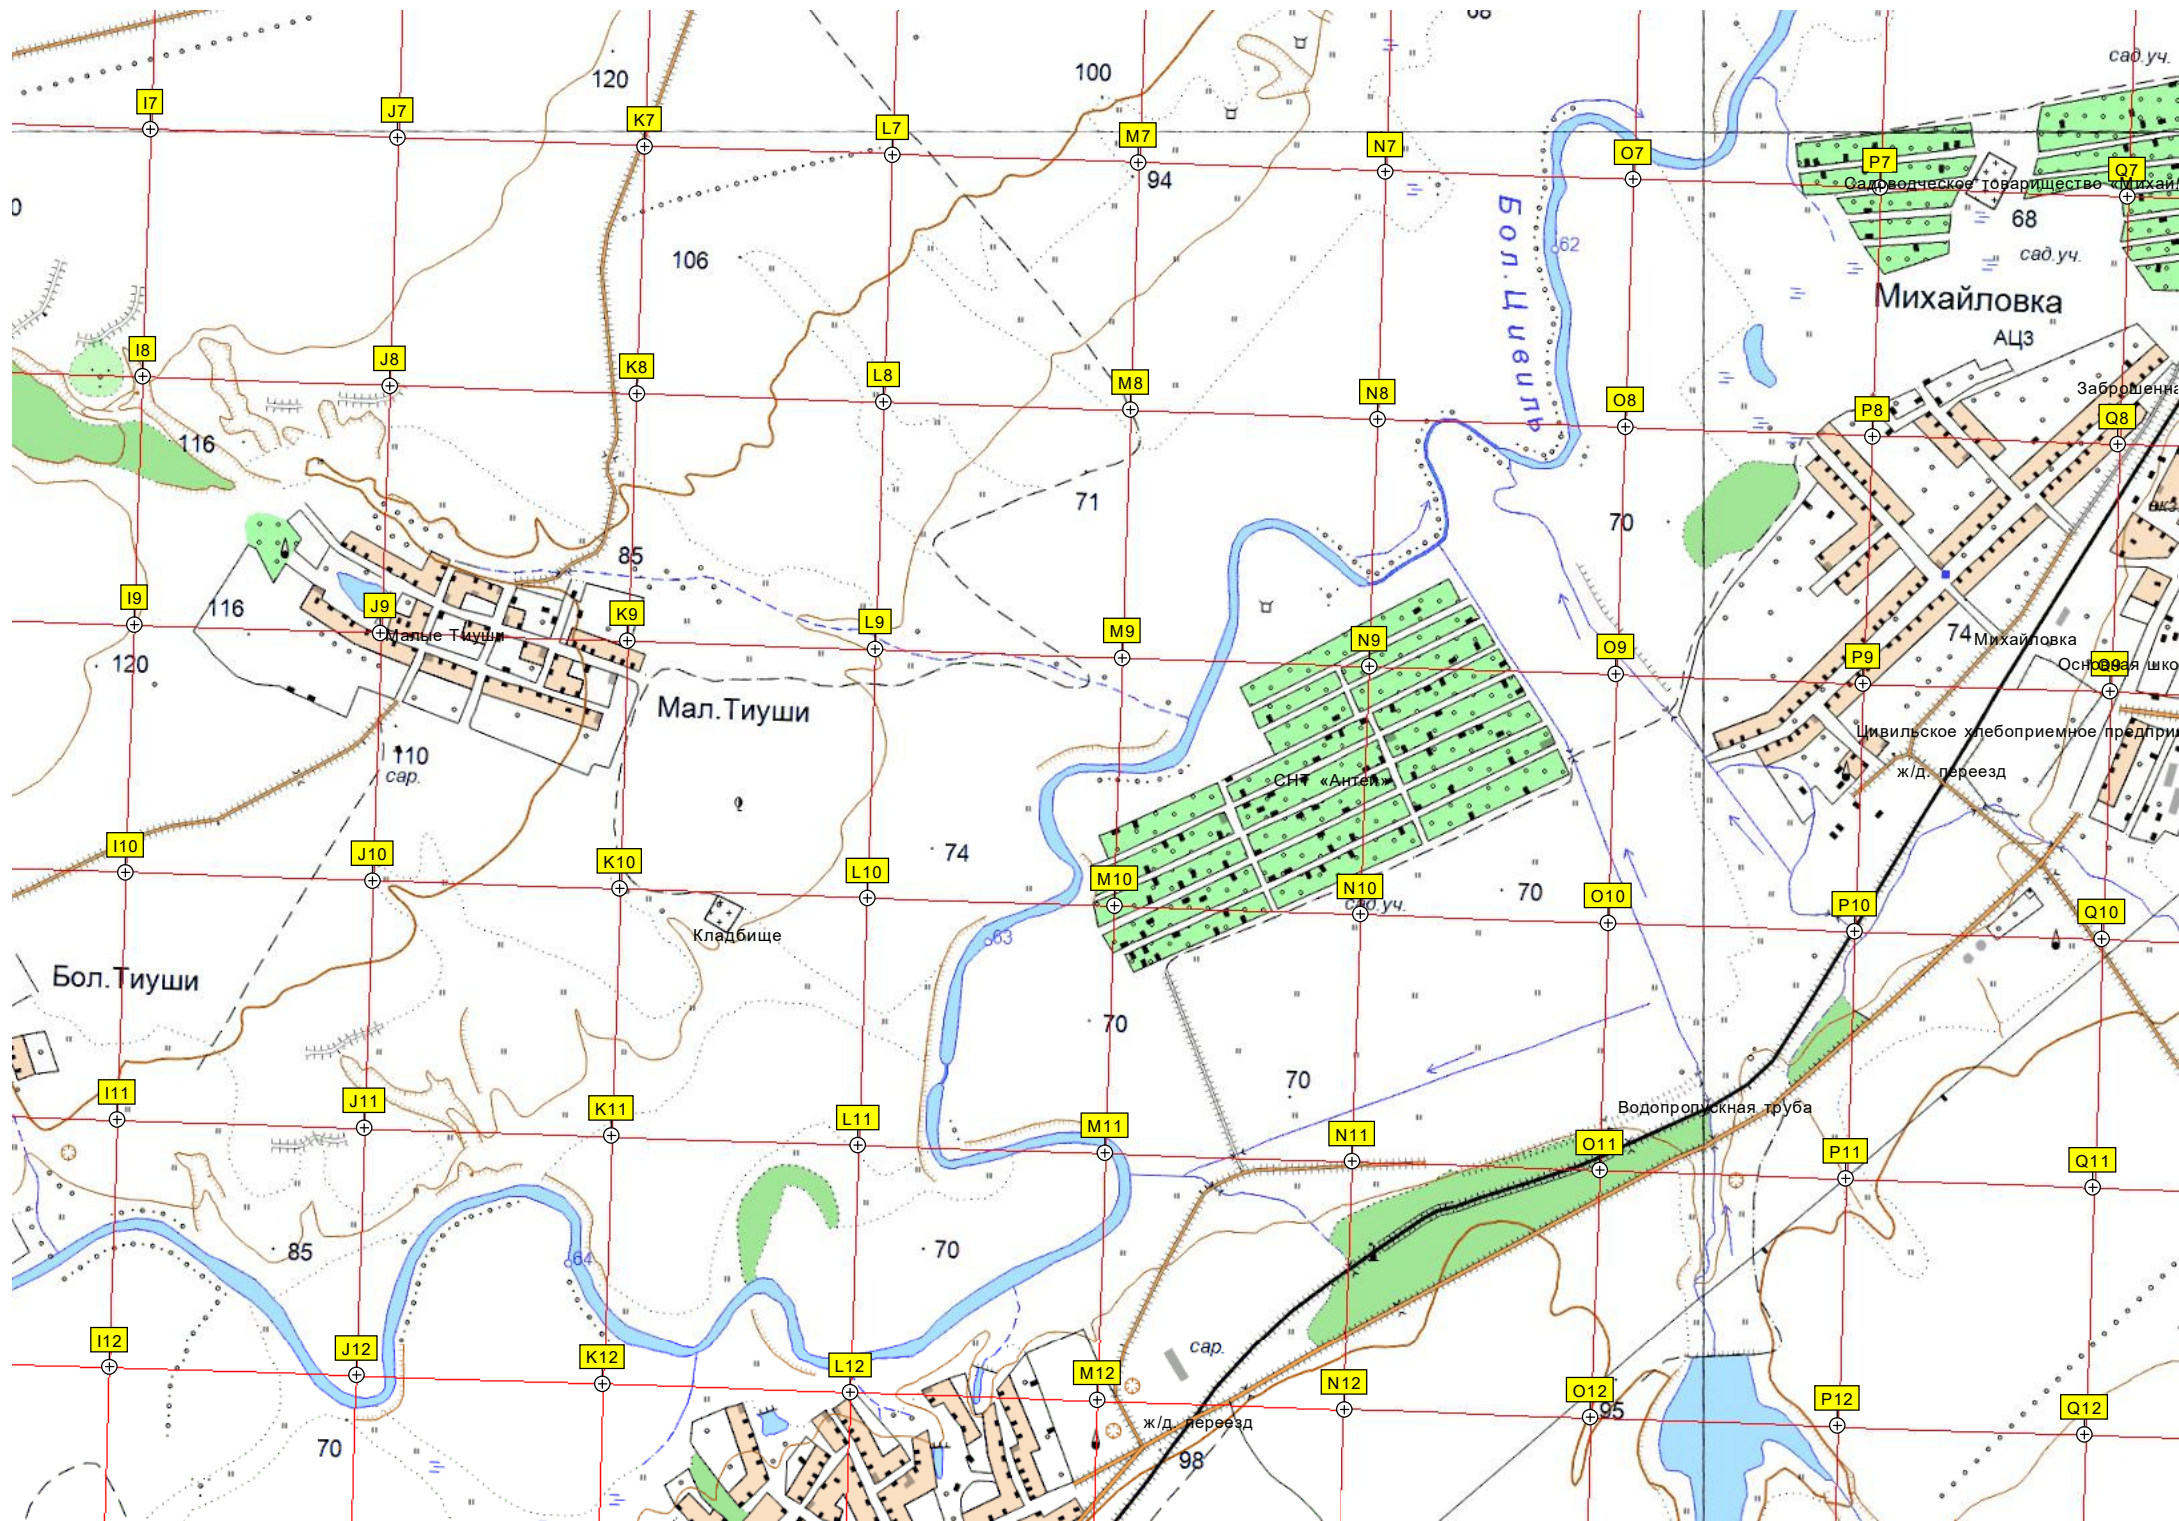 68
сад.уч.
120
100
I7
J7
K7
L7
M7
N7
O7
P7
Q7
94
Садоводческое товарищество «Михай
0
68
62
106
сад.уч.
Бол.Цивиль
Михайловка
АЦЗ
I8
J8
K8
L8
M8
N8
O8
P8
Q8
Заброшенна
116
71
70
85
I9
J9
K9
L9
M9
N9
O9
P9
Q9
116
Малые Тиуши
74
Михайловка
Основная шко
120
Мал.Тиуши
Цивильское хлебоприемное предпри
110
сар.
СНТ «Антей»
ж/д. переезд
I10
J10
K10
L10
M10
N10
O10
P10
Q10
74
70
сад.уч.
Кладбище
63
Бол.Тиуши
70
70
I11
J11
K11
L11
M11
N11
O11
P11
Q11
Водопропускная труба
85
64
70
I12
J12
K12
L12
M12
N12
O12
P12
Q12
сар.
95
70
ж/д. переезд
98